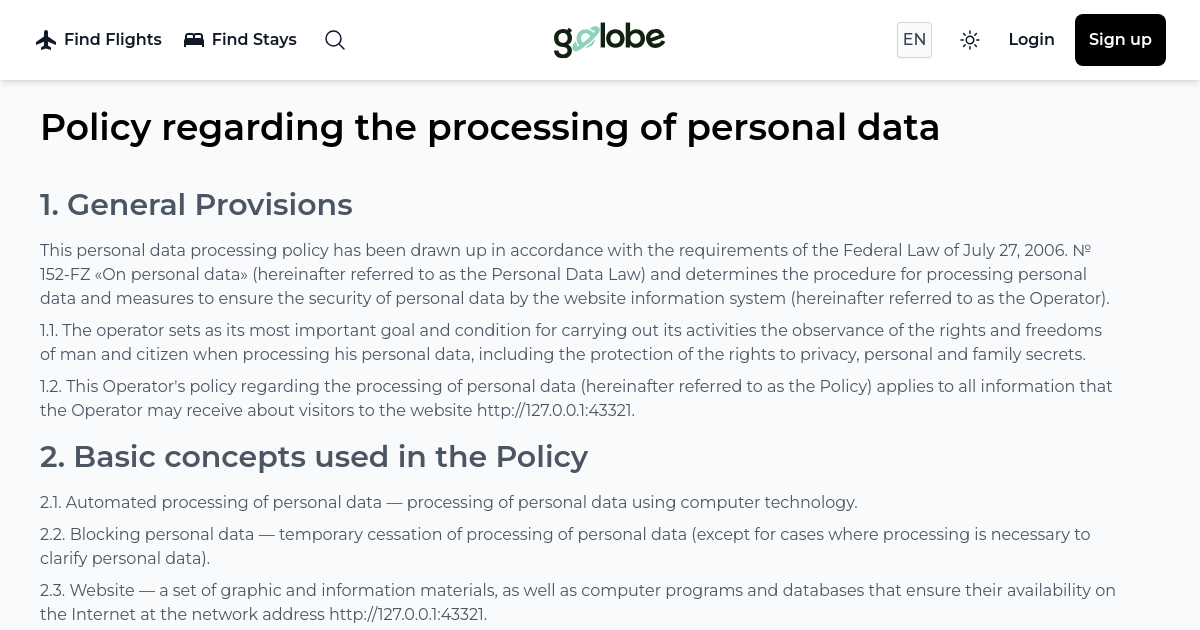 Find Flights
Find Stays
golobe
EN
Login
Sign up
Policy regarding the processing of personal data
1. General Provisions
This personal data processing policy has been drawn up in accordance with the requirements of the Federal Law of July 27, 2006. №
152-FZ «On personal data» (hereinafter referred to as the Personal Data Law) and determines the procedure for processing personal
data and measures to ensure the security of personal data by the website information system (hereinafter referred to as the Operator).
1.1. The operator sets as its most important goal and condition for carrying out its activities the observance of the rights and freedoms
of man and citizen when processing his personal data, including the protection of the rights to privacy, personal and family secrets.
1.2. This Operator's policy regarding the processing of personal data (hereinafter referred to as the Policy) applies to all information that
the Operator may receive about visitors to the website http://127.0.0.1:43321.
2. Basic concepts used in the Policy
2.1. Automated processing of personal data — processing of personal data using computer technology.
2.2. Blocking personal data — temporary cessation of processing of personal data (except for cases where processing is necessary to
clarify personal data).
2.3. Website — a set of graphic and information materials, as well as computer programs and databases that ensure their availability on
the Internet at the network address http://127.0.0.1:43321.